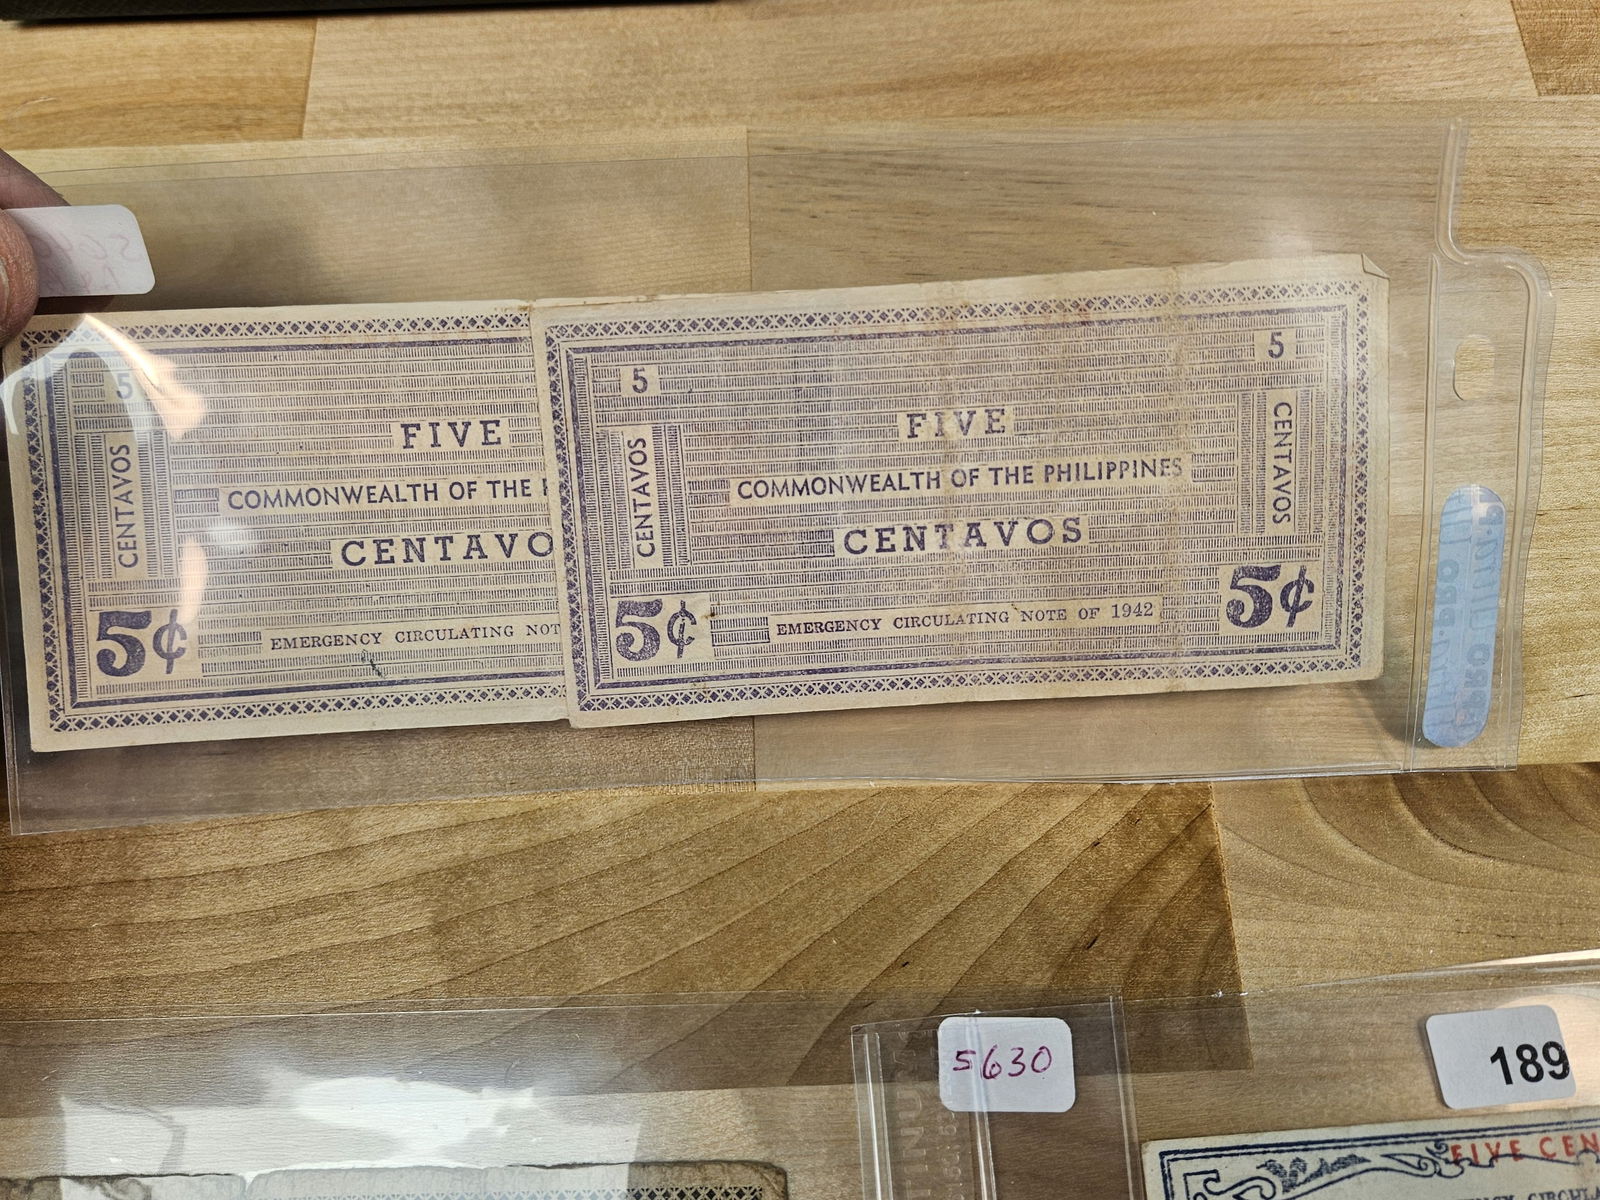 5
FIVE
CENTAVOS
COMMONWEALTH OF THE
CENTAVO
5¢
EMERGENCY CIRCULATING NOT
5
5
FIVE
CENTAVOS
CENTAVOS
COMMONWEALTH OF THE PHILIPPINES
CENTAVOS
5¢
5¢
EMERGENCY CIRCULATING NOTE OF 1942
5630
189
FIVE CEN